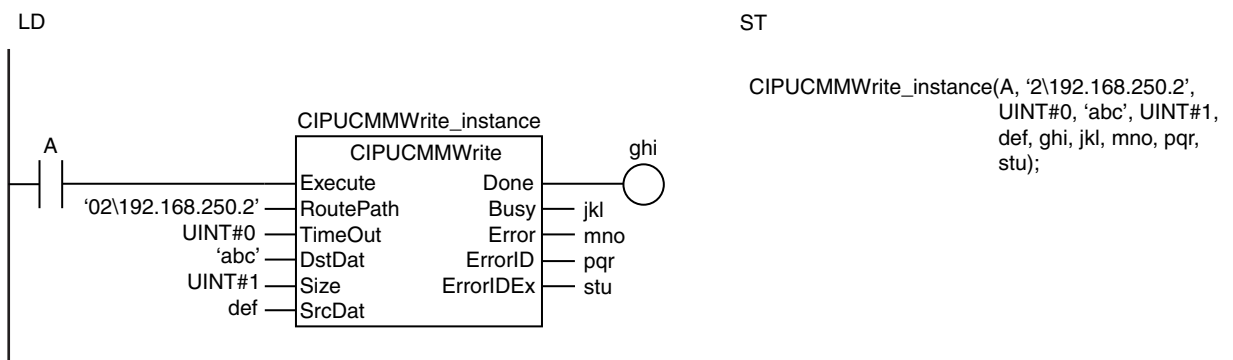 LD
CIPUCMMWrite_instance
A
CIPUCMMWrite
ghi
Execute Done
'02\192.168.250.2' RoutePath Busy jkl
UINT#0 TimeOut Error mno
'abc' DstDat ErrorID pqr
UINT#1 Size ErrorIDEx stu
def SrcDat
ST
CIPUCMMWrite_instance(A, '2\192.168.250.2',
UINT#0, 'abc', UINT#1,
def, ghi, jkl, mno, pqr,
stu);